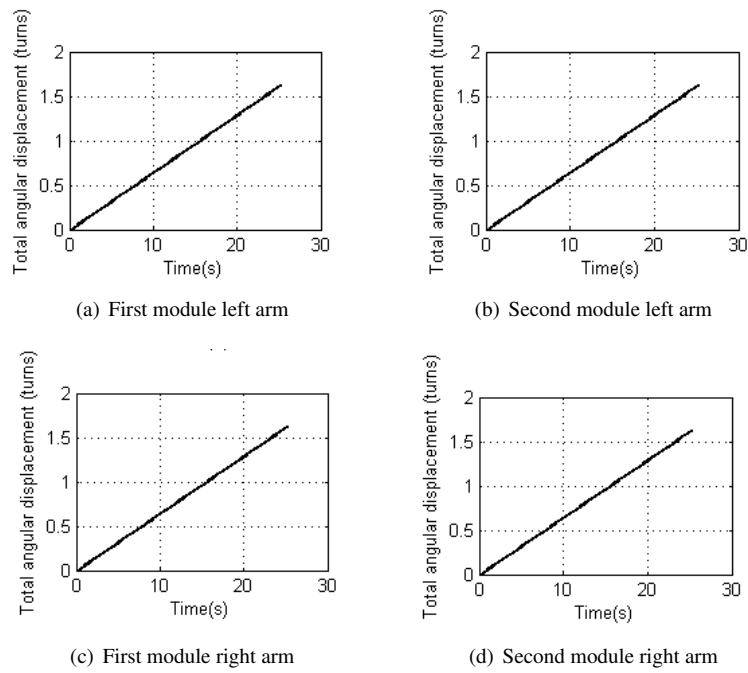 Total angular displacement (turns)
2
1.5
1
0.5
0
0 10 20 30
Time(s)
(a) First module left arm
Total angular displacement (turns)
2
1.5
1
0.5
0
0 10 20 30
Time(s)
(b) Second module left arm
Total angular displacement (turns)
2
1.5
1
0.5
0
0 10 20 30
Time(s)
(c) First module right arm
Total angular displacement (turns)
2
1.5
1
0.5
0
0 10 20 30
Time(s)
(d) Second module right arm